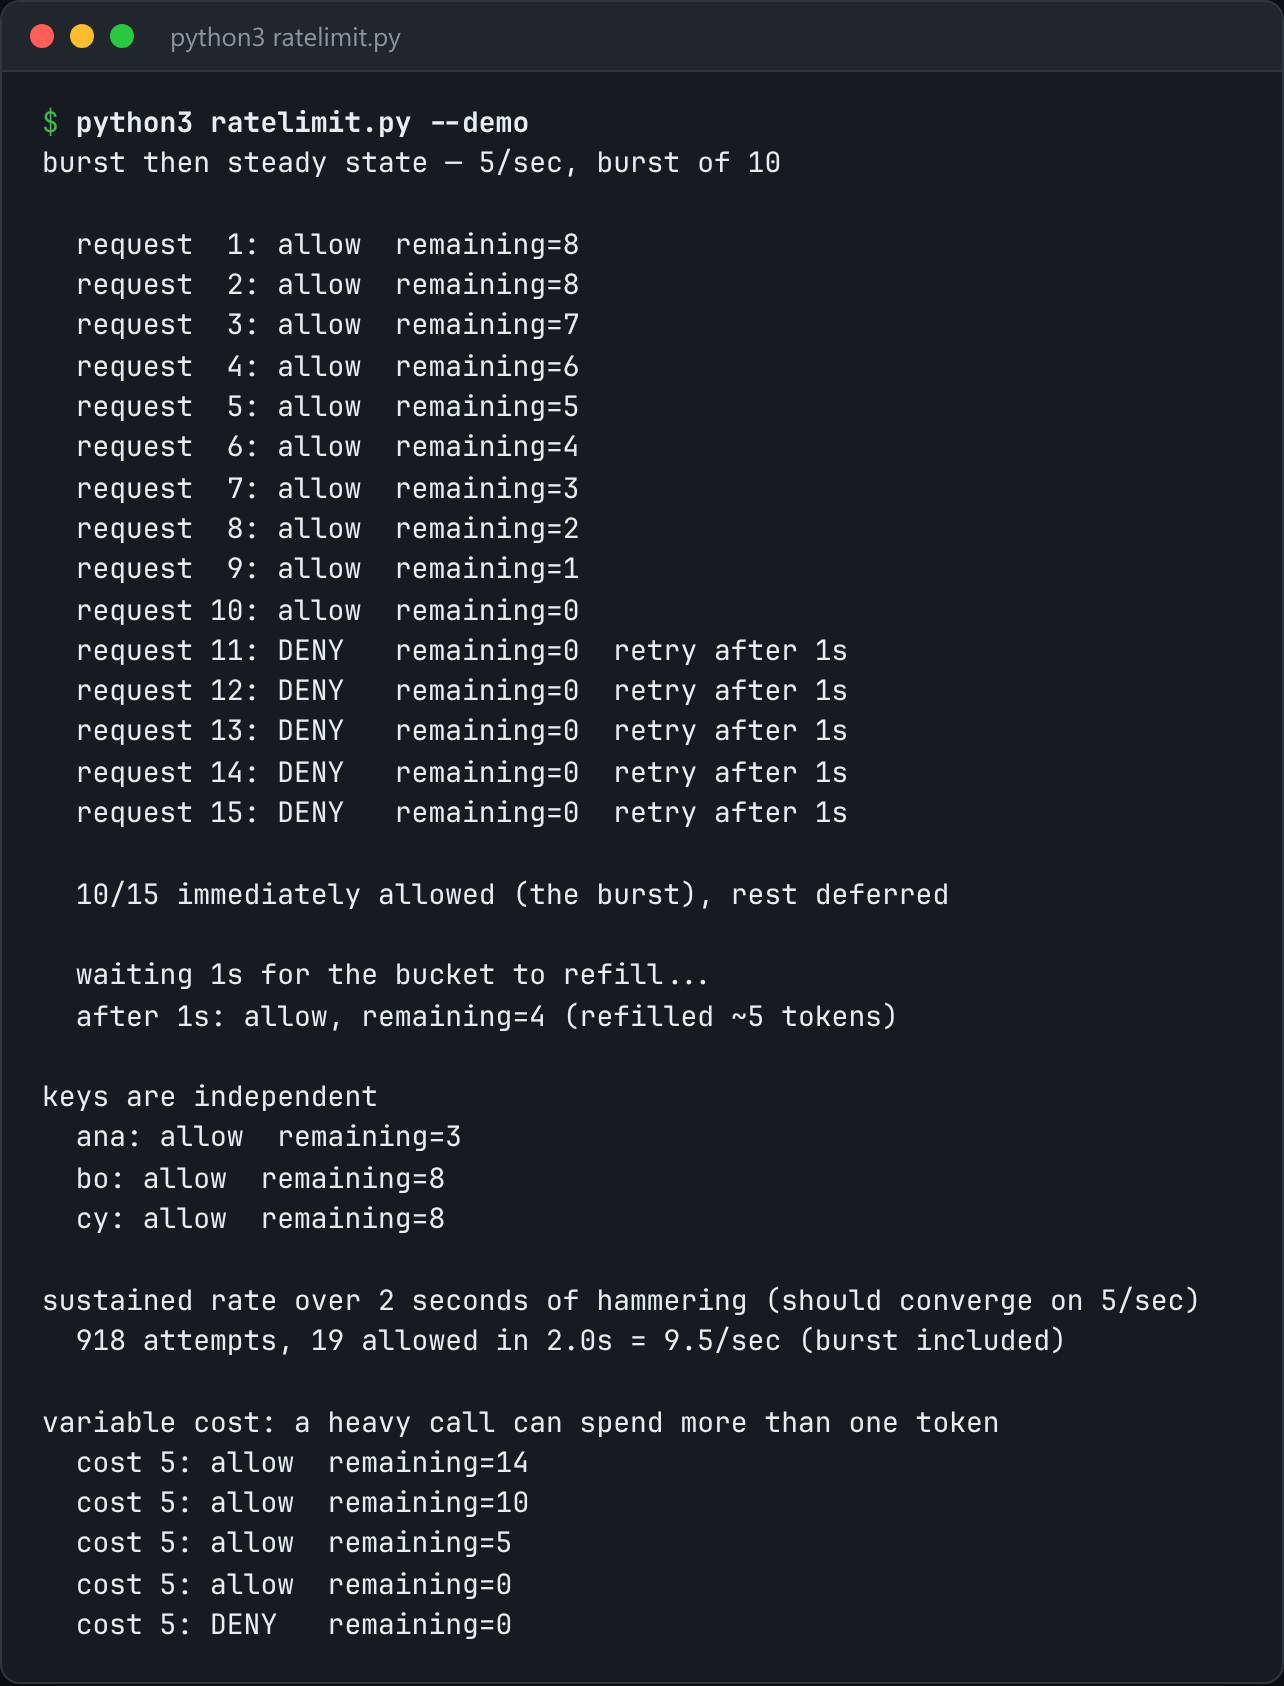 python3 ratelimit.py
$ python3 ratelimit.py --demo
burst then steady state — 5/sec, burst of 10
request  1: allow  remaining=8
request  2: allow  remaining=8
request  3: allow  remaining=7
request  4: allow  remaining=6
request  5: allow  remaining=5
request  6: allow  remaining=4
request  7: allow  remaining=3
request  8: allow  remaining=2
request  9: allow  remaining=1
request 10: allow  remaining=0
request 11: DENY   remaining=0  retry after 1s
request 12: DENY   remaining=0  retry after 1s
request 13: DENY   remaining=0  retry after 1s
request 14: DENY   remaining=0  retry after 1s
request 15: DENY   remaining=0  retry after 1s
10/15 immediately allowed (the burst), rest deferred
waiting 1s for the bucket to refill...
after 1s: allow, remaining=4 (refilled ~5 tokens)
keys are independent
ana: allow  remaining=3
bo: allow  remaining=8
cy: allow  remaining=8
sustained rate over 2 seconds of hammering (should converge on 5/sec)
918 attempts, 19 allowed in 2.0s = 9.5/sec (burst included)
variable cost: a heavy call can spend more than one token
cost 5: allow  remaining=14
cost 5: allow  remaining=10
cost 5: allow  remaining=5
cost 5: allow  remaining=0
cost 5: DENY   remaining=0